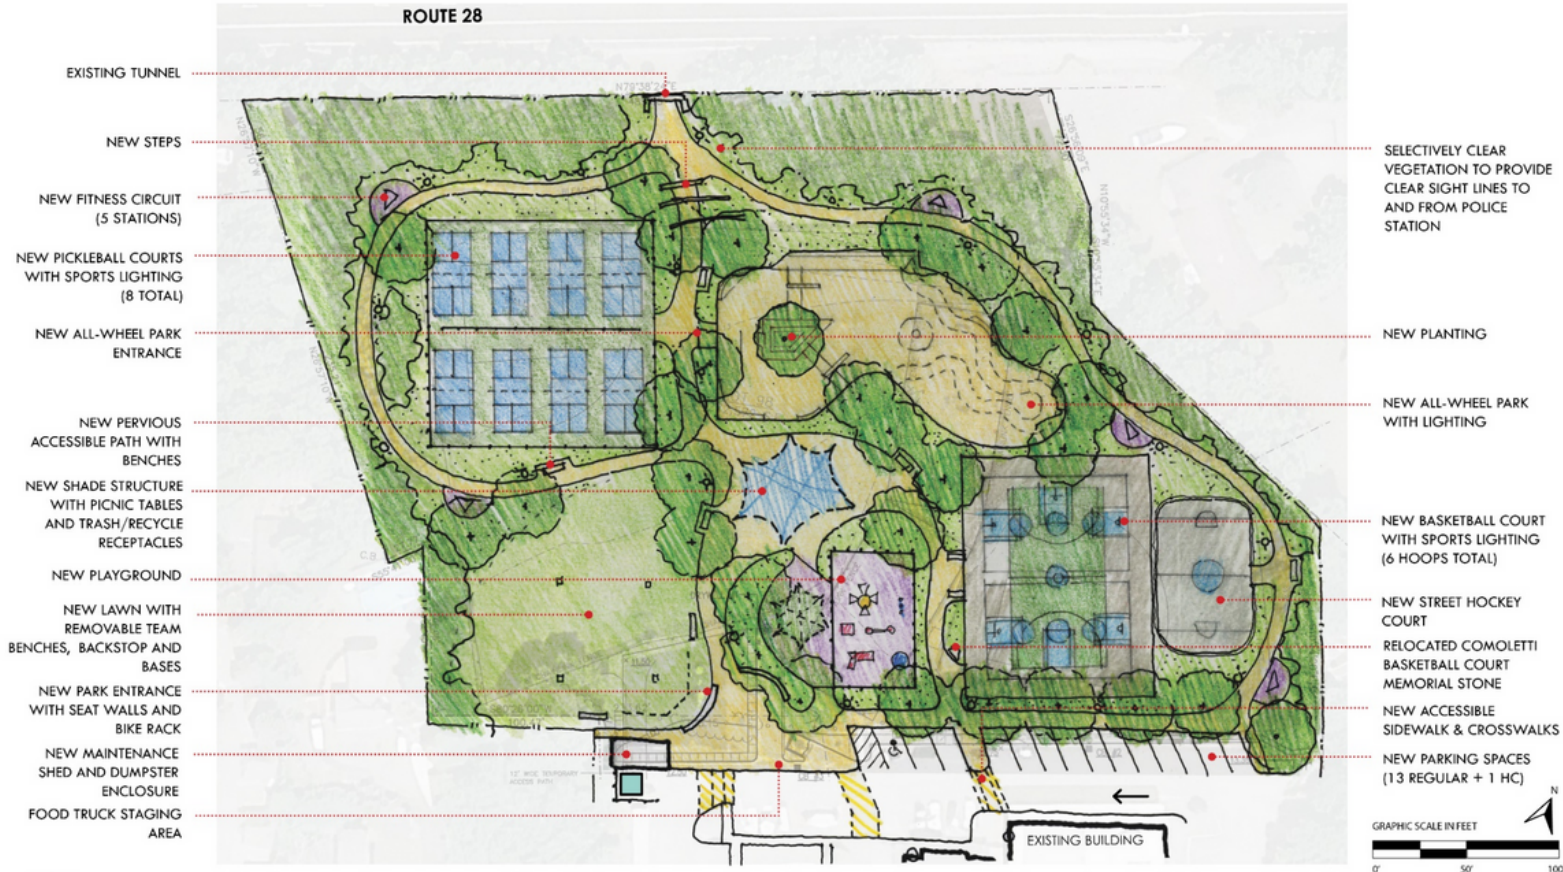 ROUTE 28
EXISTING TUNNEL
NEW STEPS
NEW FITNESS CIRCUIT
(5 STATIONS)
NEW PICKLEBALL COURTS
WITH SPORTS LIGHTING
(8 TOTAL)
NEW ALL-WHEEL PARK
ENTRANCE
NEW PERVIOUS
ACCESSIBLE PATH WITH
BENCHES
NEW SHADE STRUCTURE
WITH PICNIC TABLES
AND TRASH/RECYCLE
RECEPTACLES
NEW PLAYGROUND
NEW LAWN WITH
REMOVABLE TEAM
BENCHES, BACKSTOP AND
BASES
NEW PARK ENTRANCE
WITH SEAT WALLS AND
BIKE RACK
NEW MAINTENANCE
SHED AND DUMPSTER
ENCLOSURE
FOOD TRUCK STAGING
AREA
SELECTIVELY CLEAR
VEGETATION TO PROVIDE
CLEAR SIGHT LINES TO
AND FROM POLICE
STATION
NEW PLANTING
NEW ALL-WHEEL PARK
WITH LIGHTING
NEW BASKETBALL COURT
WITH SPORTS LIGHTING
(6 HOOPS TOTAL)
NEW STREET HOCKEY
COURT
RELOCATED COMOLETTI
BASKETBALL COURT
MEMORIAL STONE
NEW ACCESSIBLE
SIDEWALK & CROSSWALKS
NEW PARKING SPACES
(13 REGULAR + 1 HC)
EXISTING BUILDING
N
GRAPHIC SCALE IN FEET
0' 50' 100
12' WIDE TEMPORARY
ACCESS PATH
C.B.